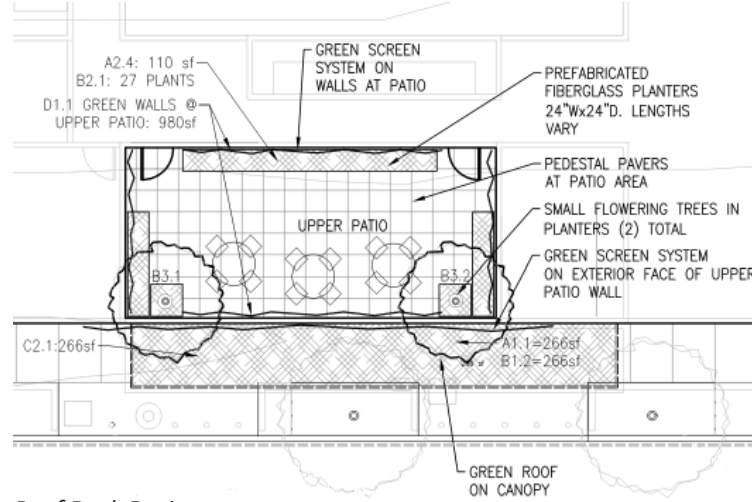 A2.4: 110 sf
B2.1: 27 PLANTS
D1.1 GREEN WALLS @
UPPER PATIO: 980sf
GREEN SCREEN
SYSTEM ON
WALLS AT PATIO
PREFABRICATED
FIBERGLASS PLANTERS
24"Wx24"D. LENGTHS
VARY
PEDESTAL PAVERS
AT PATIO AREA
SMALL FLOWERING TREES IN
PLANTERS (2) TOTAL
GREEN SCREEN SYSTEM
ON EXTERIOR FACE OF UPPER
PATIO WALL
UPPER PATIO
B3.1
B3.2
C2.1:266sf
A1.1=266sf
B1.2=266sf
GREEN ROOF
ON CANOPY